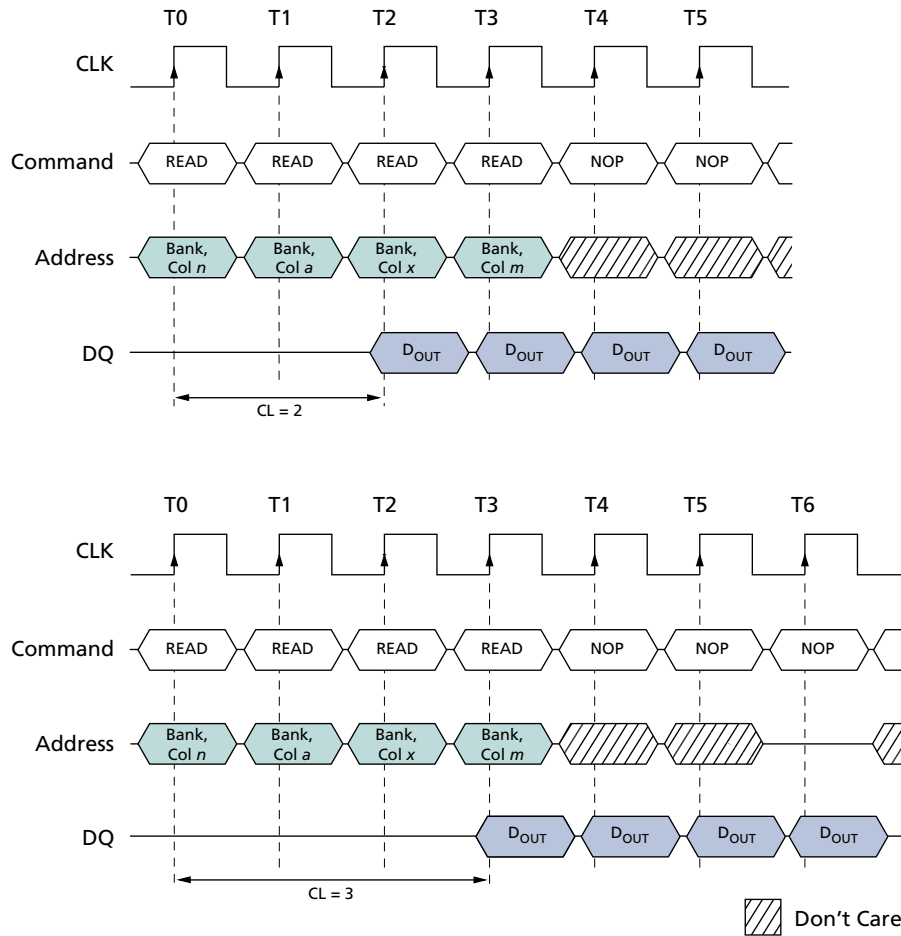 T0 T1 T2 T3 T4 T5
CLK
Command READ READ READ READ NOP NOP
Address Bank, Col n Bank, Col a Bank, Col x Bank, Col m
DQ DOUT DOUT DOUT DOUT
CL = 2
T0 T1 T2 T3 T4 T5 T6
CLK
Command READ READ READ READ NOP NOP NOP
Address Bank, Col n Bank, Col a Bank, Col x Bank, Col m
DQ DOUT DOUT DOUT DOUT
CL = 3
Don't Care